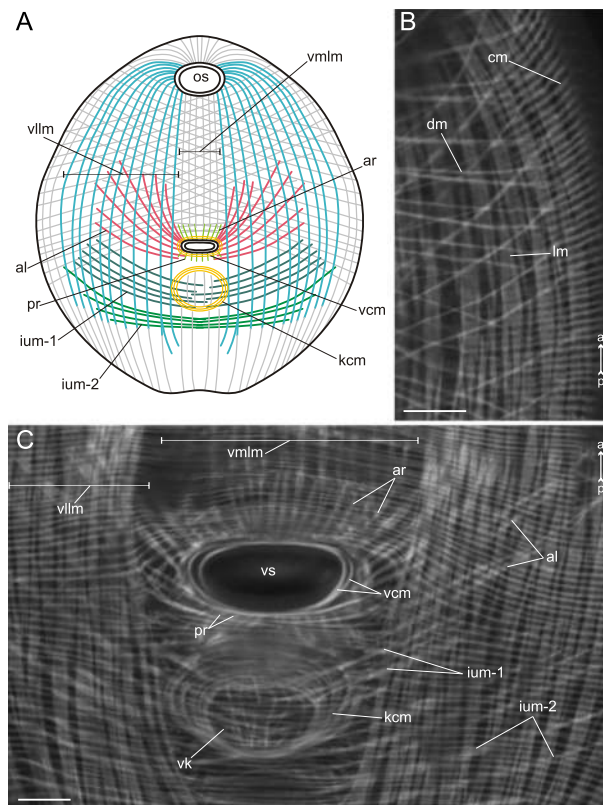 A
os
vmlm
vllm
ar
al
pr
vcm
ium-1
kcm
ium-2
B
cm
dm
lm
a
p
C
vmlm
a
p
vllm
ar
vs
al
vcm
pr
ium-1
kcm
ium-2
vk